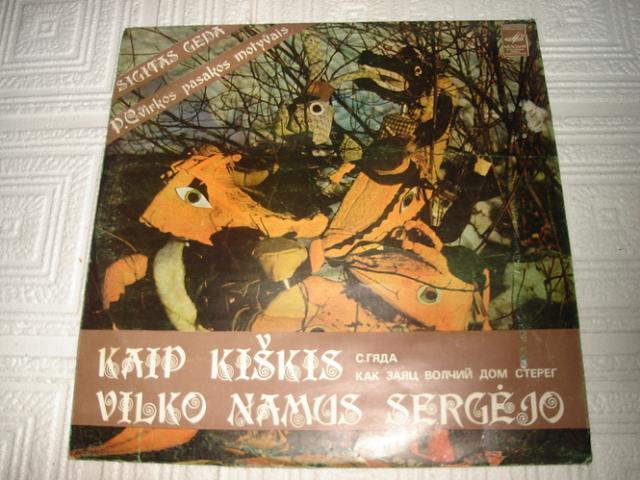 SIGITAS GEDA
P. Cvirkos pasakos motyvais
KAIP KIŠKIS
С. ГЯДА
КАК ЗАЯЦ ВОЛЧИЙ ДОМ СТЕРЕГ
VILKO NAMUS SERGĖJO